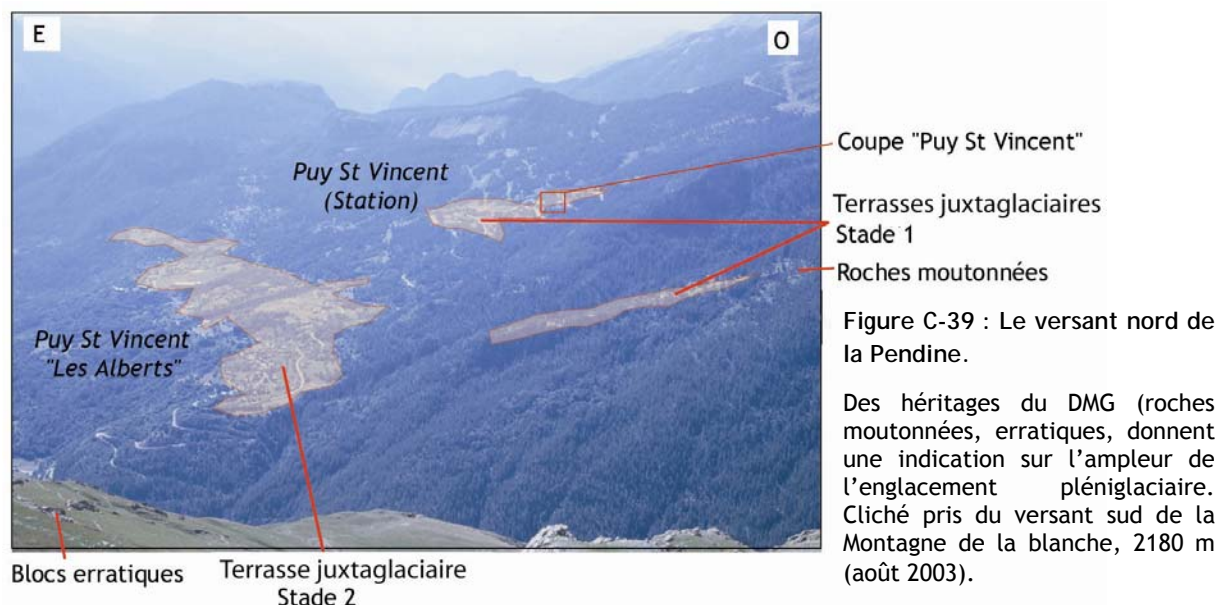 E
O
Puy St Vincent
(Station)
Puy St Vincent
"Les Alberts"
Coupe "Puy St Vincent"
Terrasses juxtaglaciaires
Stade 1
Roches moutonnées
Blocs erratiques
Terrasse juxtaglaciaire
Stade 2
Figure C-39 : Le versant nord de
la Pendine.
Des héritages du DMG (roches
moutonnées, erratiques, donnent
une indication sur l'ampleur de
l'englacement pléniglaciaire.
Cliché pris du versant sud de la
Montagne de la blanche, 2180 m
(août 2003).